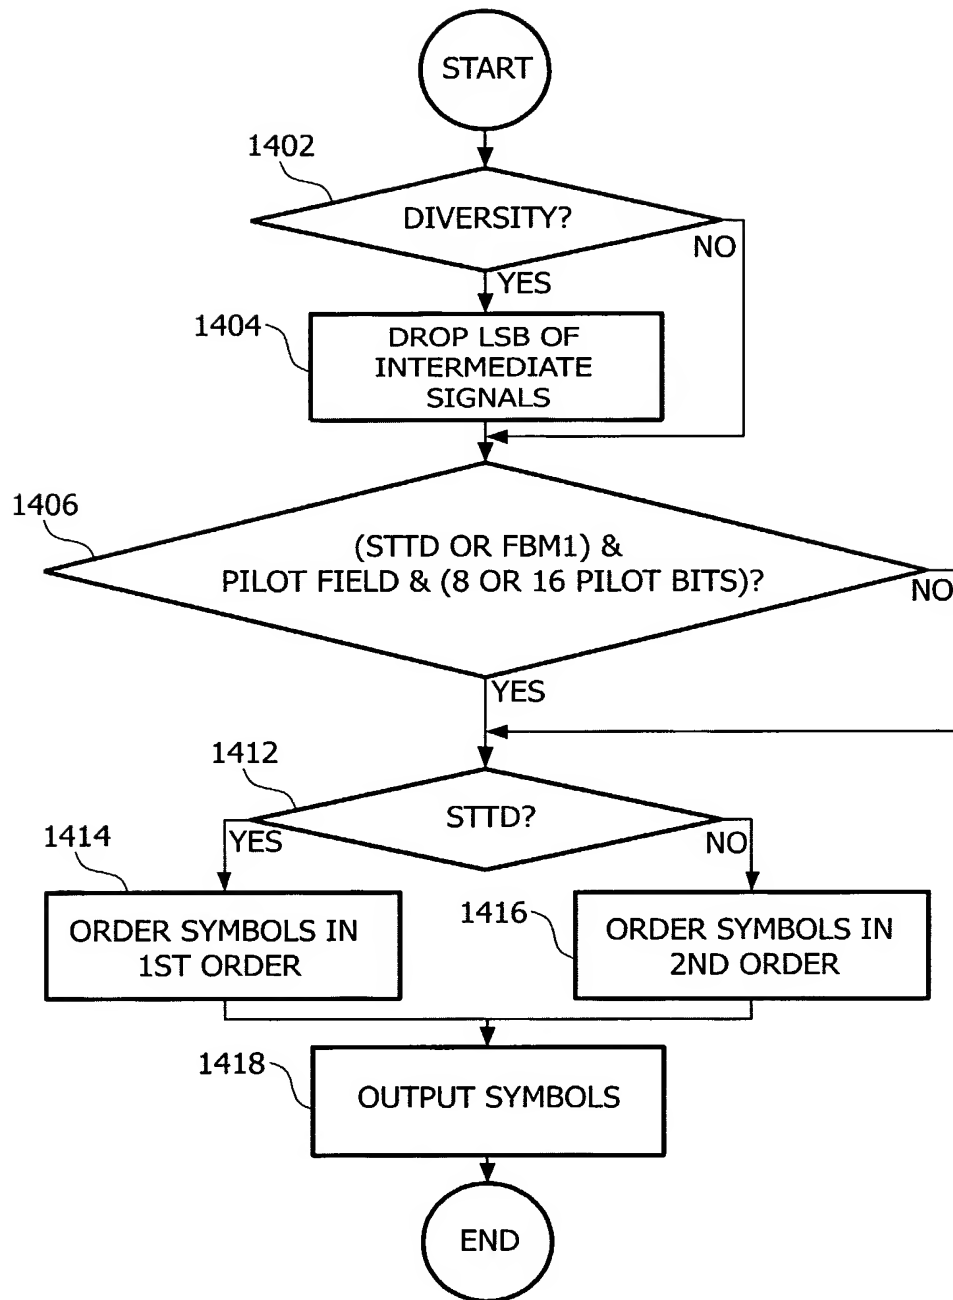 START
1402
DIVERSITY?
NO
YES
1404
DROP LSB OF
INTERMEDIATE
SIGNALS
1406
(STTD OR FBM1) &
PILOT FIELD & (8 OR 16 PILOT BITS)?
NO
YES
1412
STTD?
YES
NO
1414
ORDER SYMBOLS IN
1ST ORDER
1416
ORDER SYMBOLS IN
2ND ORDER
1418
OUTPUT SYMBOLS
END